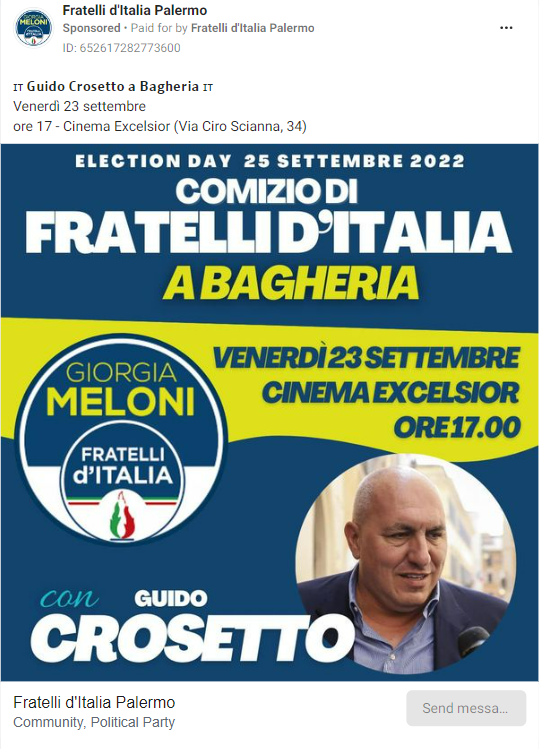 Fratelli d'Italia Palermo
Sponsored • Paid for by Fratelli d'Italia Palermo
ID: 652617282773600
IT Guido Crosetto a Bagheria IT
Venerdì 23 settembre
ore 17 - Cinema Excelsior (Via Ciro Scianna, 34)
ELECTION DAY 25 SETTEMBRE 2022
COMIZIO DI
FRATELLI D'ITALIA
A BAGHERIA
VENERDÌ 23 SETTEMBRE
CINEMA EXCELSIOR
ORE 17.00
GIORGIA
MELONI
FRATELLI
d'ITALIA
con GUIDO
CROSETTO
Fratelli d'Italia Palermo
Community, Political Party
Send messa...